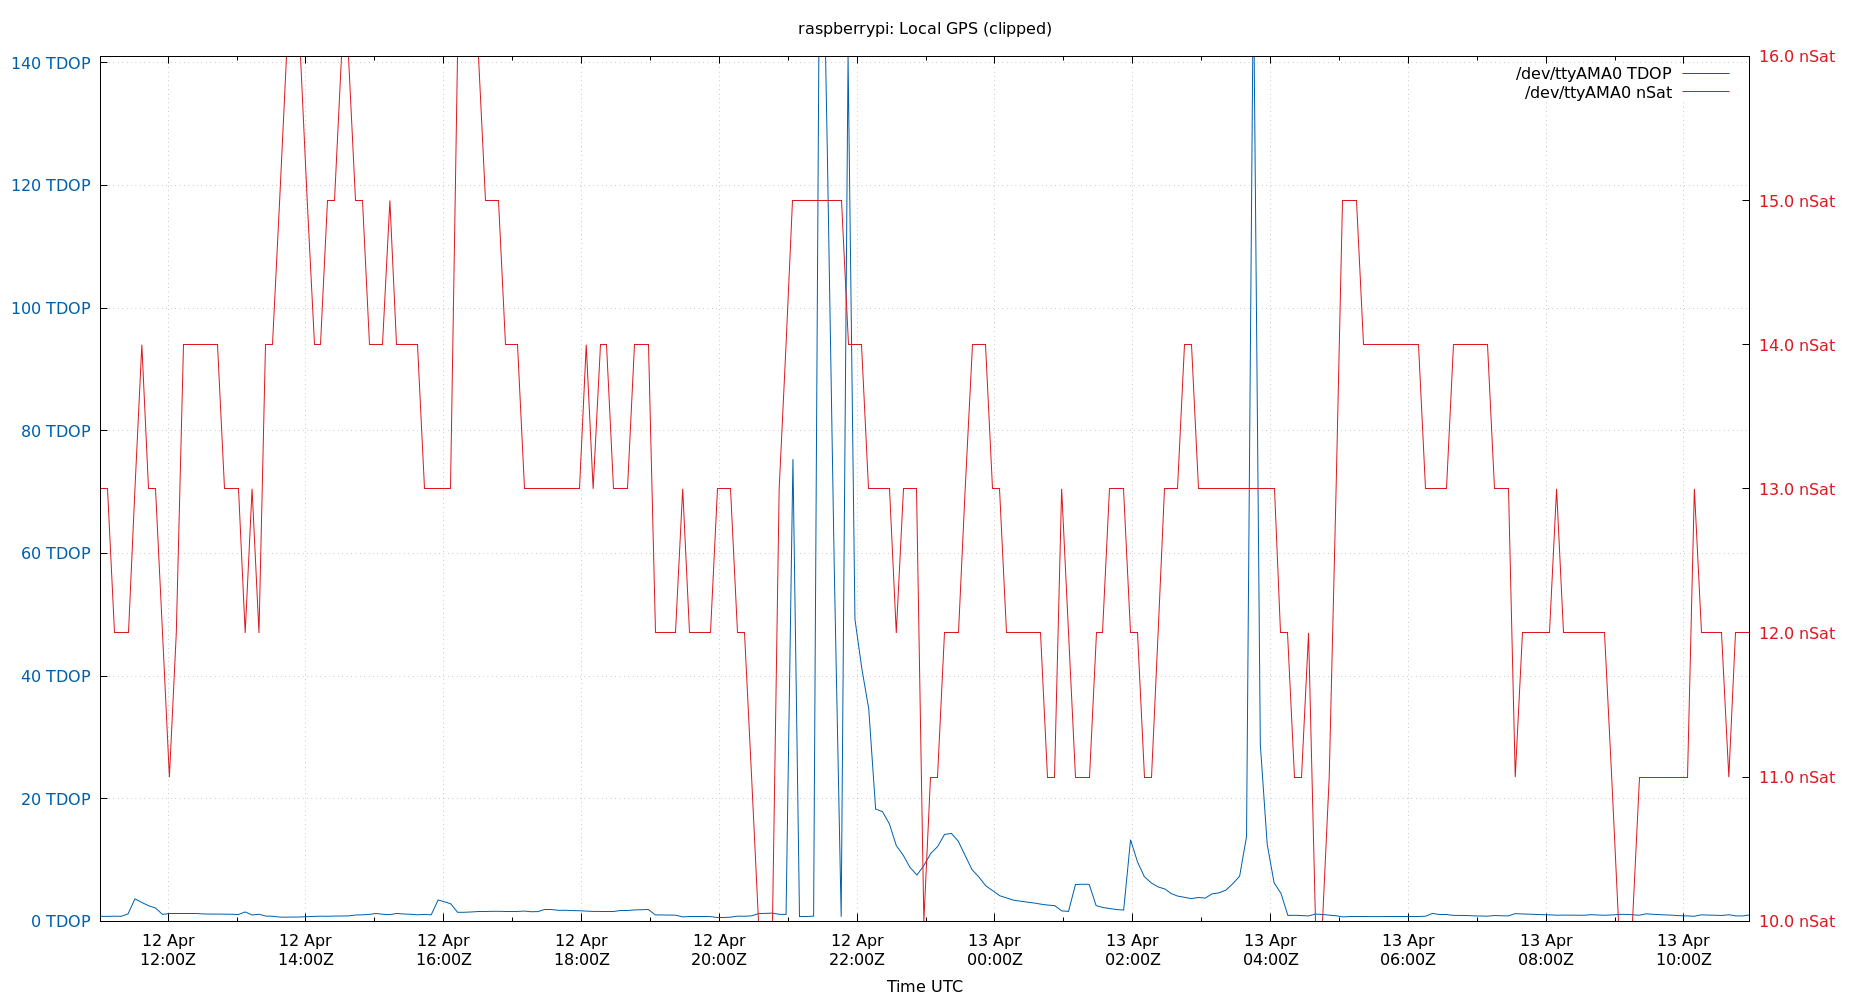 raspberrypi: Local GPS (clipped)
140 TDOP
120 TDOP
100 TDOP
80 TDOP
60 TDOP
40 TDOP
20 TDOP
0 TDOP
16.0 nSat
15.0 nSat
14.0 nSat
13.0 nSat
12.0 nSat
11.0 nSat
10.0 nSat
/dev/ttyAMA0 TDOP
/dev/ttyAMA0 nSat
12 Apr 12 Apr 12 Apr 12 Apr 12 Apr 12 Apr 13 Apr 13 Apr 13 Apr 13 Apr 13 Apr 13 Apr
12:00Z 14:00Z 16:00Z 18:00Z 20:00Z 22:00Z 00:00Z 02:00Z 04:00Z 06:00Z 08:00Z 10:00Z
Time UTC